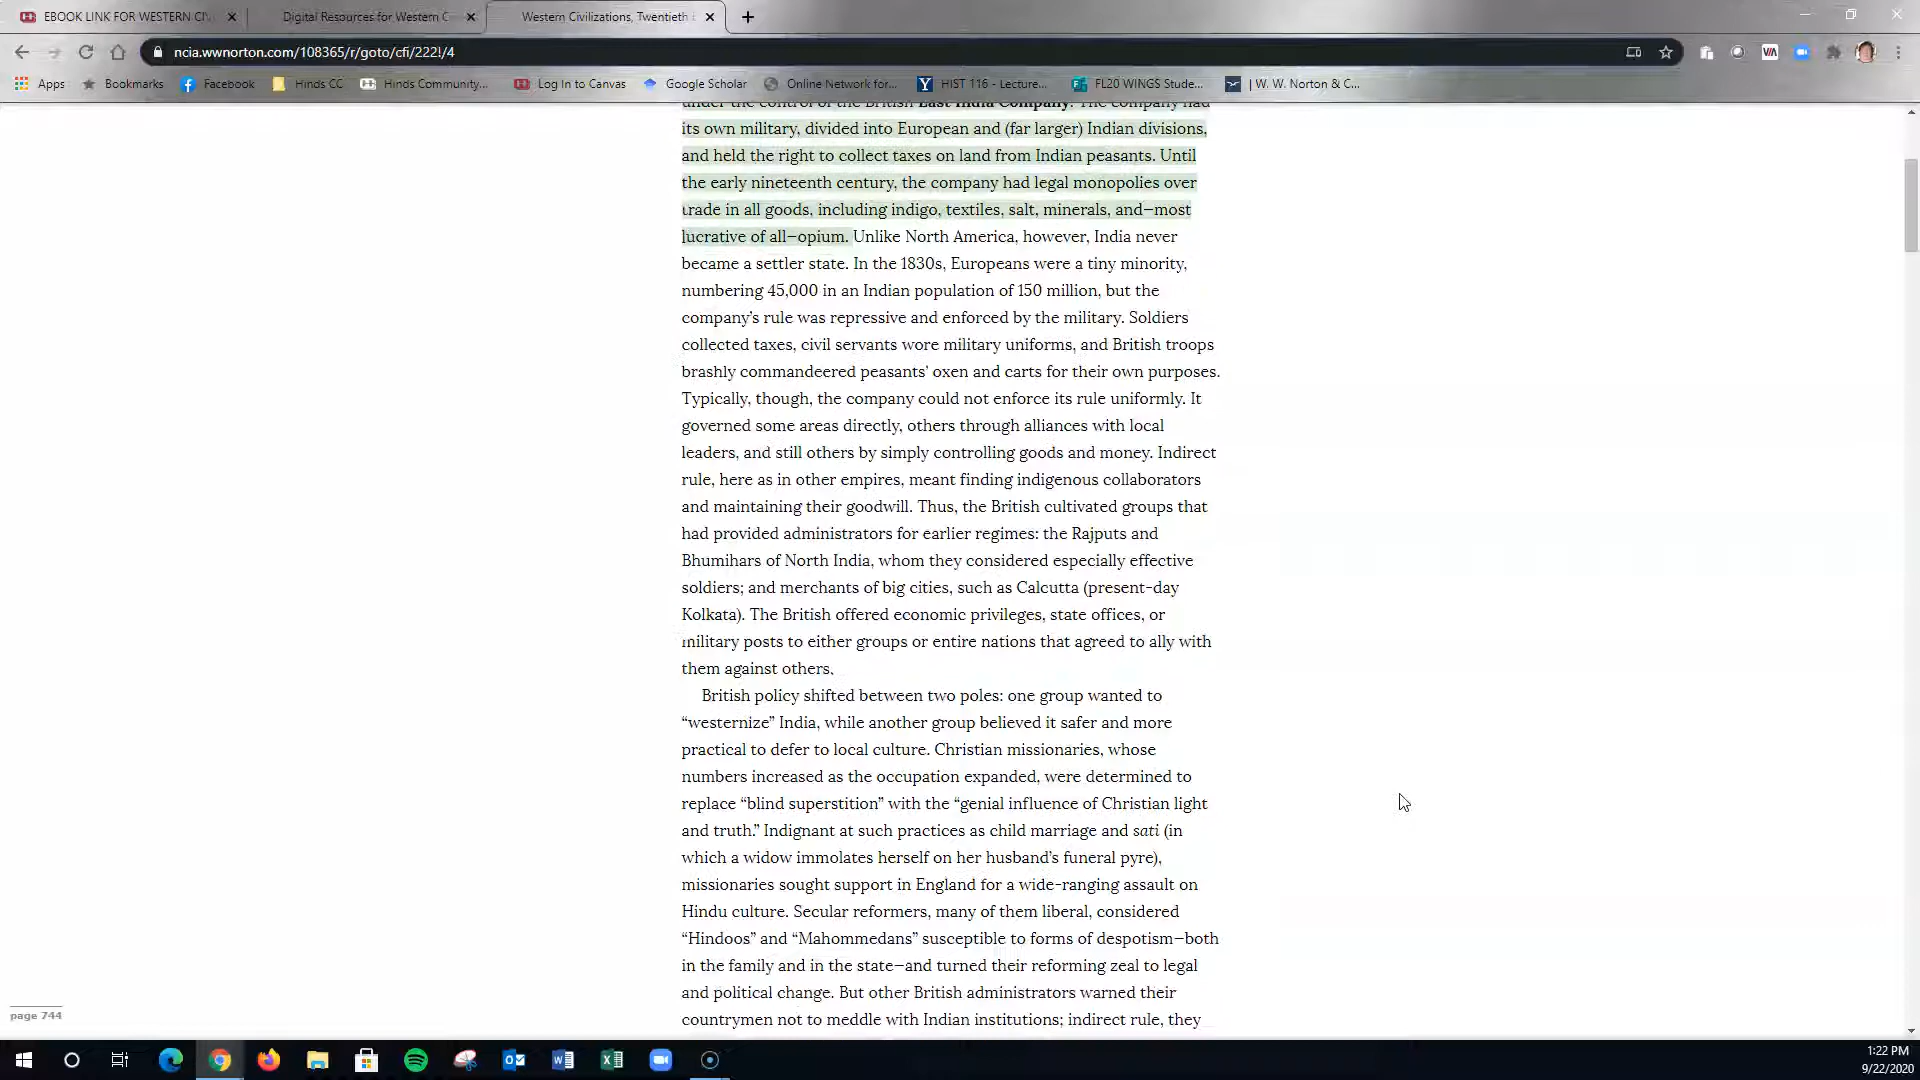 EBOOK LINK FOR WESTERN CIV
Digital Resources for Western C
Western Civilizations, Twentieth
ncia.wwnorton.com/108365/r/goto/cfi/222!/4
Apps
Bookmarks
Facebook
Hinds CC
Hinds Community...
Log In to Canvas
Google Scholar
Online Network for...
HIST 116 - Lecture...
FL20 WINGS Stude...
| W. W. Norton & C...
under the control of the British East India Company. The company had
its own military, divided into European and (far larger) Indian divisions,
and held the right to collect taxes on land from Indian peasants. Until
the early nineteenth century, the company had legal monopolies over
trade in all goods, including indigo, textiles, salt, minerals, and—most
lucrative of all—opium. Unlike North America, however, India never
became a settler state. In the 1830s, Europeans were a tiny minority,
numbering 45,000 in an Indian population of 150 million, but the
company’s rule was repressive and enforced by the military. Soldiers
collected taxes, civil servants wore military uniforms, and British troops
brashly commandeered peasants’ oxen and carts for their own purposes.
Typically, though, the company could not enforce its rule uniformly. It
governed some areas directly, others through alliances with local
leaders, and still others by simply controlling goods and money. Indirect
rule, here as in other empires, meant finding indigenous collaborators
and maintaining their goodwill. Thus, the British cultivated groups that
had provided administrators for earlier regimes: the Rajputs and
Bhumihars of North India, whom they considered especially effective
soldiers; and merchants of big cities, such as Calcutta (present-day
Kolkata). The British offered economic privileges, state offices, or
military posts to either groups or entire nations that agreed to ally with
them against others.
British policy shifted between two poles: one group wanted to
“westernize” India, while another group believed it safer and more
practical to defer to local culture. Christian missionaries, whose
numbers increased as the occupation expanded, were determined to
replace “blind superstition” with the “genial influence of Christian light
and truth.” Indignant at such practices as child marriage and sati (in
which a widow immolates herself on her husband’s funeral pyre),
missionaries sought support in England for a wide-ranging assault on
Hindu culture. Secular reformers, many of them liberal, considered
“Hindoos” and “Mahommedans” susceptible to forms of despotism—both
in the family and in the state—and turned their reforming zeal to legal
and political change. But other British administrators warned their
countrymen not to meddle with Indian institutions; indirect rule, they
page 744
1:22 PM
9/22/2020